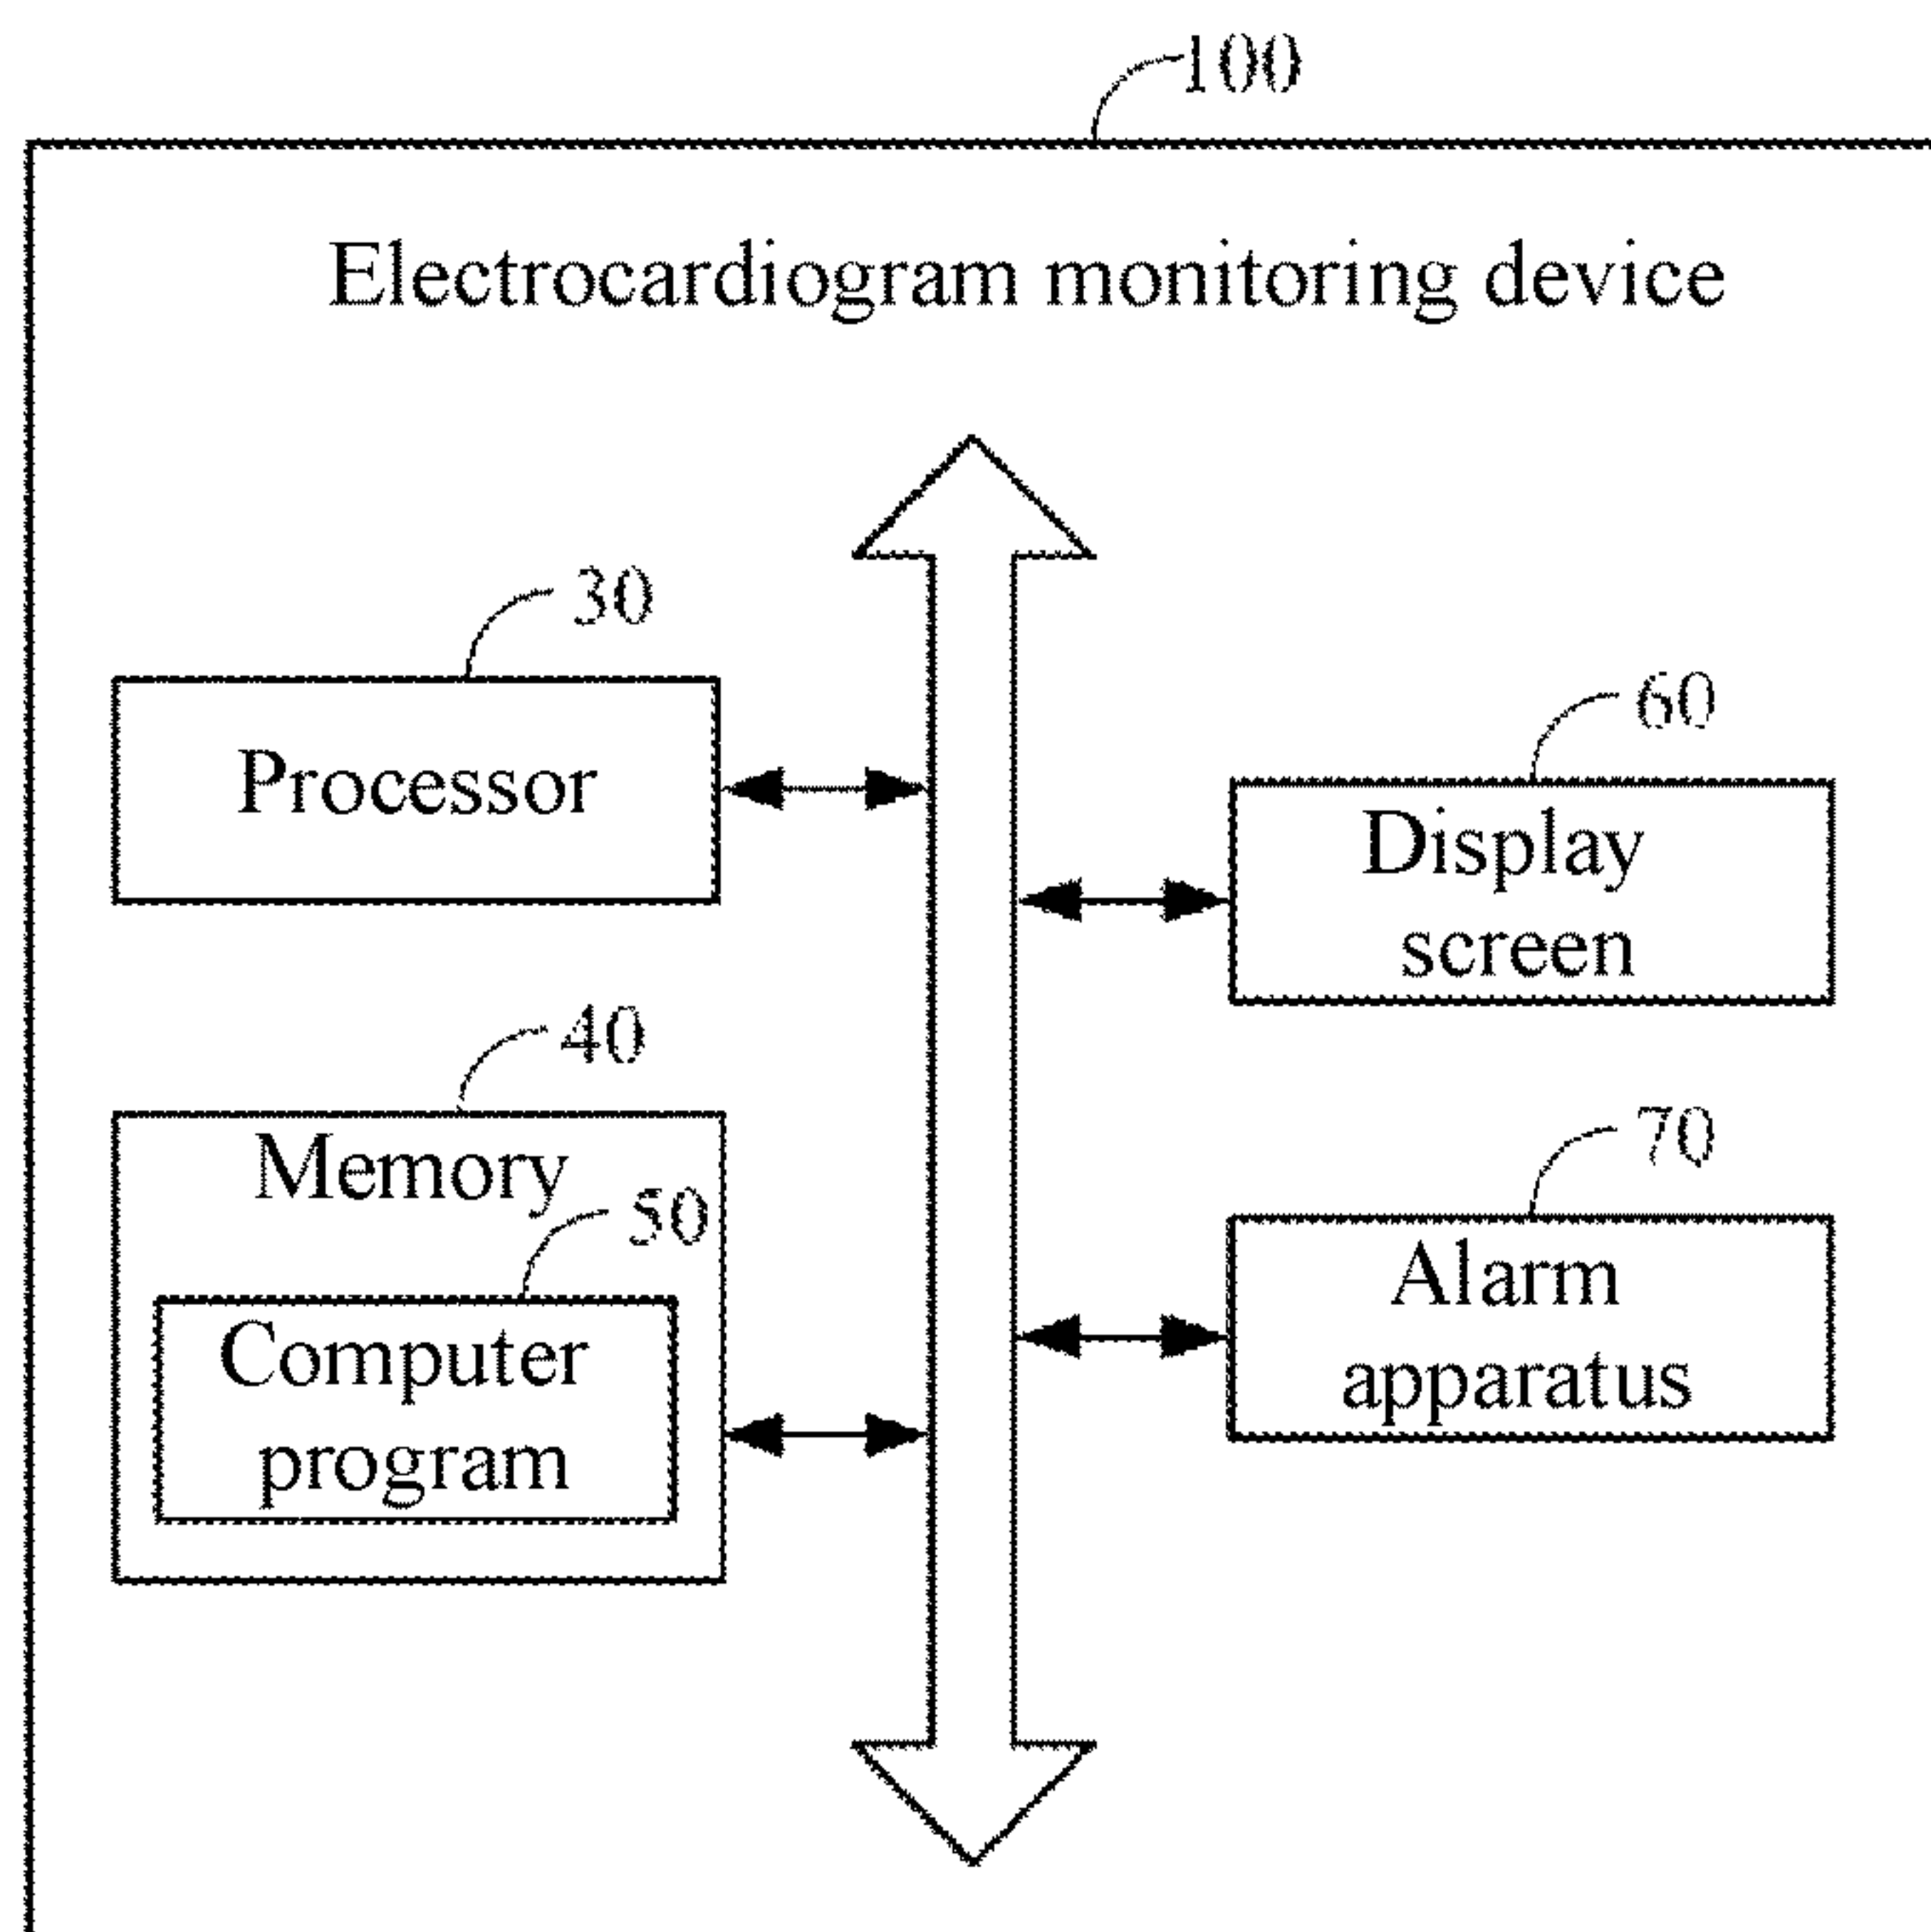 100
Electrocardiogram monitoring device
30
Processor
60
Display
screen
40
Memory
50
Computer
program
70
Alarm
apparatus